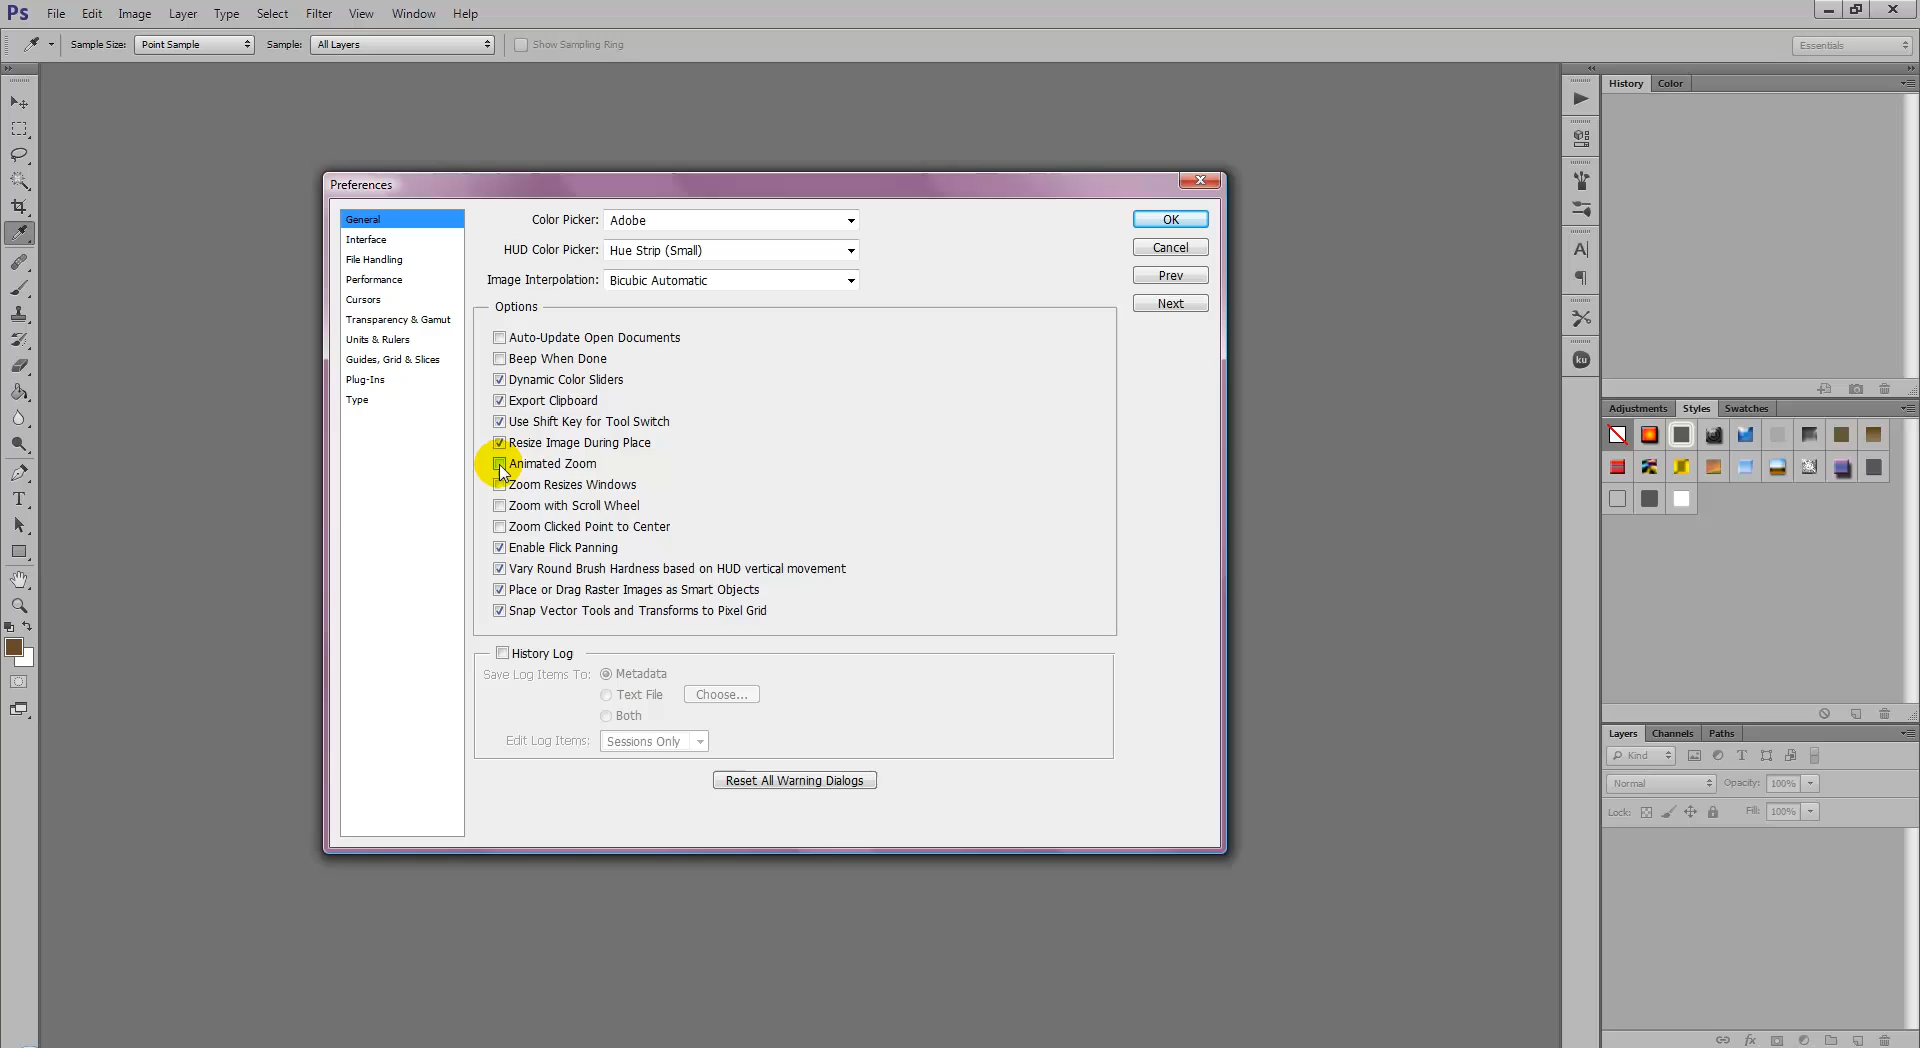 Ps File Edit Image Layer Type Select Filter View Window Help
Sample Size: Point Sample Sample: All Layers Show Sampling Ring Essentials
History Color
Preferences
General
Interface
File Handling
Performance
Cursors
Transparency & Gamut
Units & Rulers
Guides, Grid & Slices
Plug-Ins
Type
Color Picker: Adobe
HUD Color Picker: Hue Strip (Small)
Image Interpolation: Bicubic Automatic
OK
Cancel
Prev
Next
Options
Auto-Update Open Documents
Beep When Done
Dynamic Color Sliders
Export Clipboard
Use Shift Key for Tool Switch
Resize Image During Place
Animated Zoom
Zoom Resizes Windows
Zoom with Scroll Wheel
Zoom Clicked Point to Center
Enable Flick Panning
Vary Round Brush Hardness based on HUD vertical movement
Place or Drag Raster Images as Smart Objects
Snap Vector Tools and Transforms to Pixel Grid
History Log
Save Log Items To: Metadata
Text File Choose...
Both
Edit Log Items: Sessions Only
Reset All Warning Dialogs
ku
Adjustments Styles Swatches
Layers Channels Paths
Kind
Normal Opacity: 100%
Lock: Fill: 100%
fx